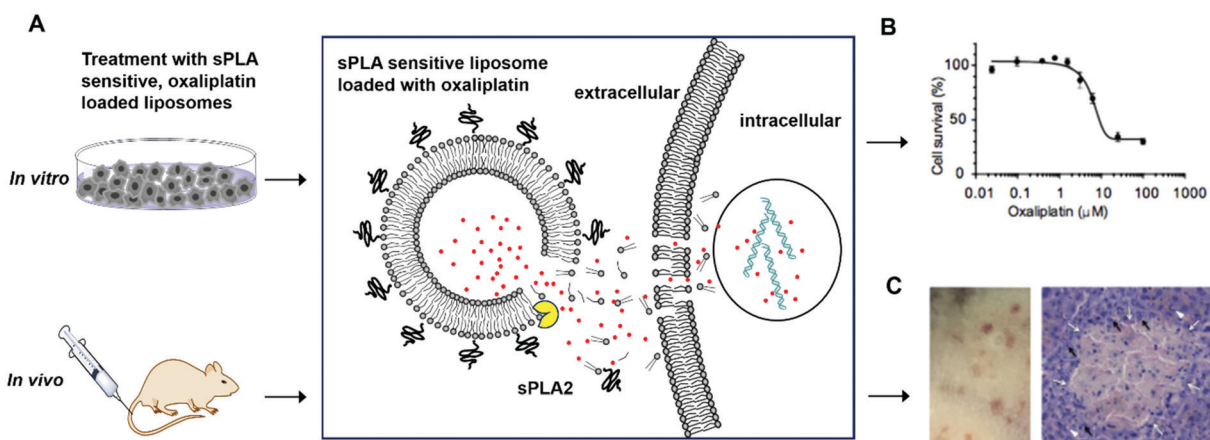 A
Treatment with sPLA
sensitive, oxaliplatin
loaded liposomes
In vitro
In vivo
sPLA sensitive liposome
loaded with oxaliplatin
extracellular
intracellular
sPLA2
B
Cell survival (%)
100
50
0
0.01
0.1
1
10
100
1000
Oxaliplatin (μM)
C